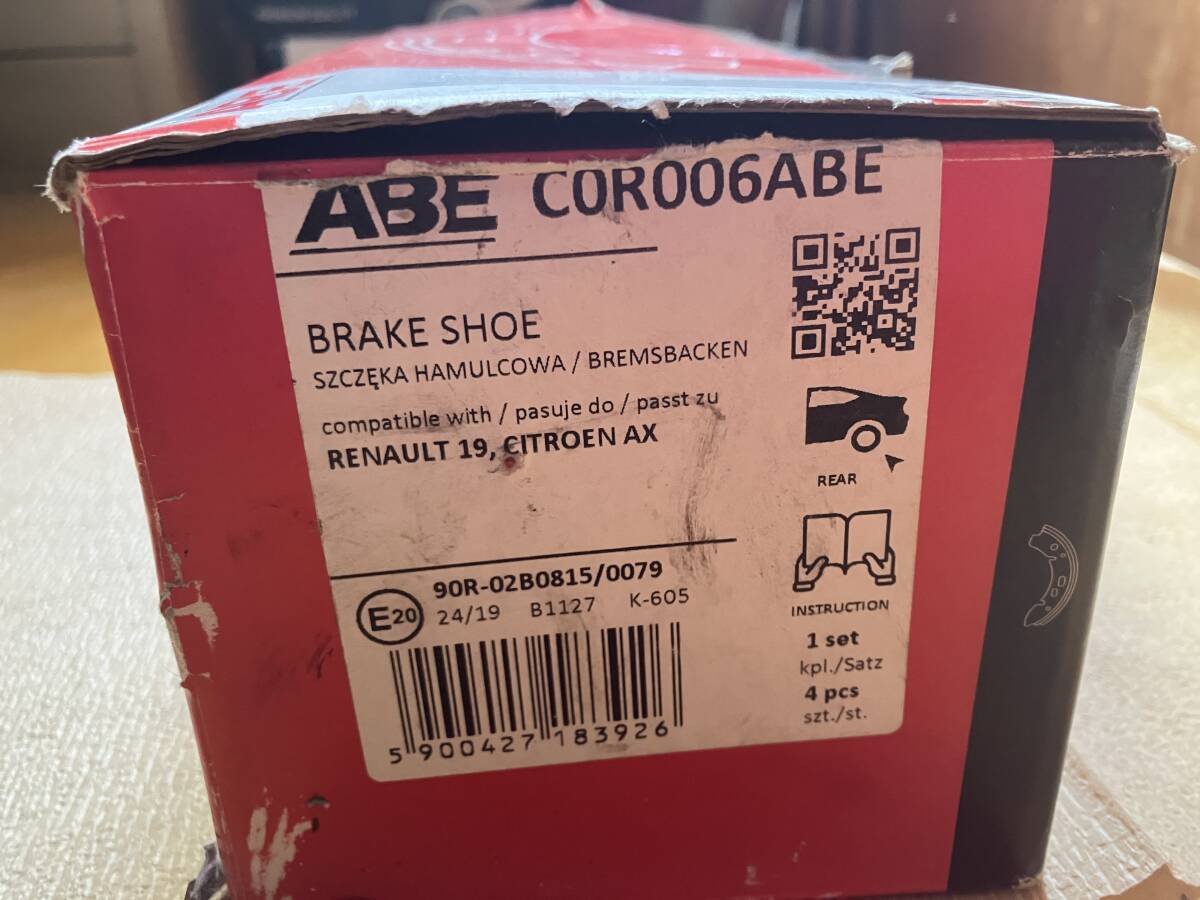 ABE C0R006ABE
BRAKE SHOE
SZCZĘKA HAMULCOWA / BREMSBACKEN
compatible with / pasuje do / passt zu
RENAULT 19, CITROEN AX
REAR
INSTRUCTION
E20 90R-02B0815/0079
24/19 B1127 K-605
1 set
kpl./Satz
4 pcs
szt./st.
5 900427 183926